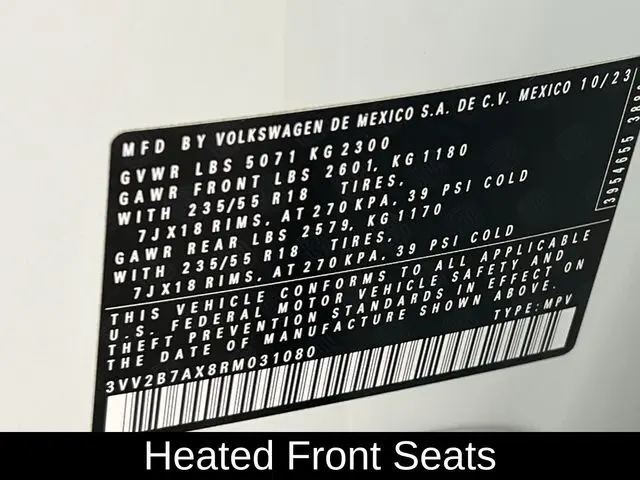 MFD BY VOLKSWAGEN DE MEXICO S.A. DE C.V. MEXICO 10/23
GVWR LBS 5071 KG 2300
GAWR FRONT LBS 2601, KG 1180
WITH 235/55 R18 TIRES,
7JX18 RIMS, AT 270 KPA, 39 PSI COLD
GAWR REAR LBS 2579, KG 1170
WITH 235/55 R18 TIRES,
7JX18 RIMS, AT 270 KPA, 39 PSI COLD
THIS VEHICLE CONFORMS TO ALL APPLICABLE
U.S. FEDERAL MOTOR VEHICLE SAFETY AND
THEFT PREVENTION STANDARDS IN EFFECT ON
THE DATE OF MANUFACTURE SHOWN ABOVE.
3VV2B7AX8RM031080 TYPE: MPV
3954655
Heated Front Seats